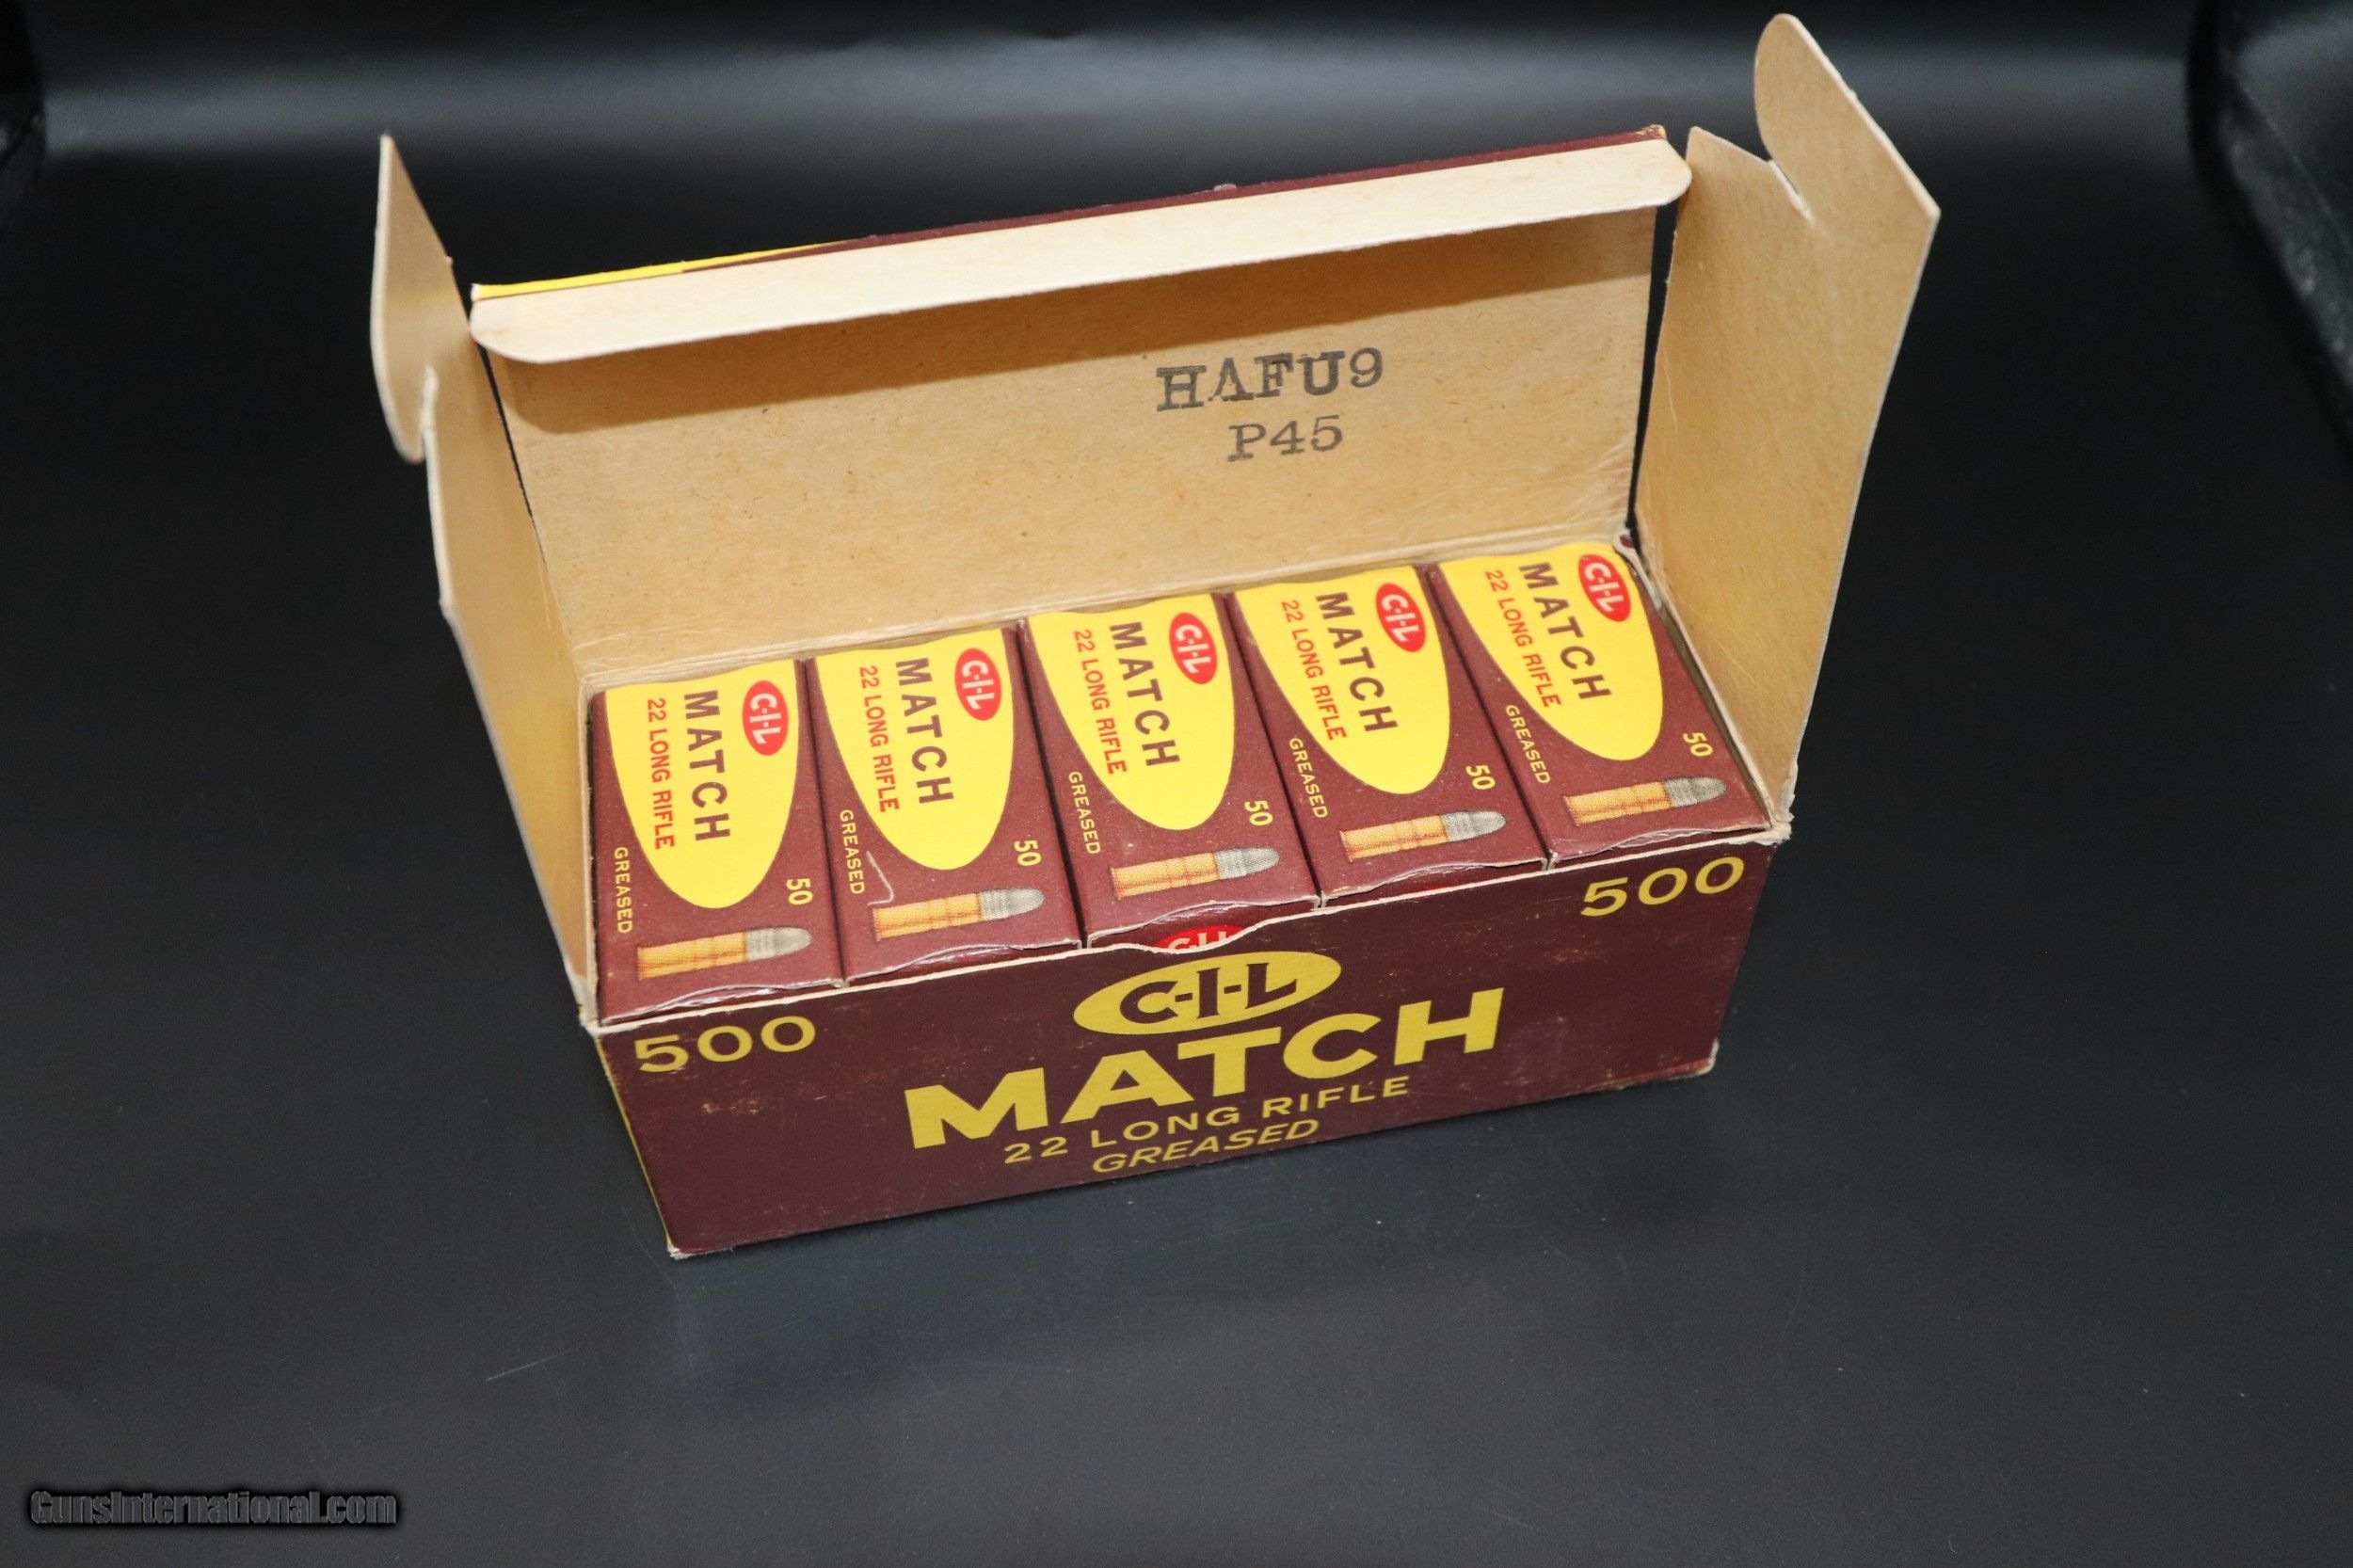 HAFU9
P45
C-I-L
MATCH
22 LONG RIFLE
GREASED
50
C-I-L
MATCH
22 LONG RIFLE
GREASED
50
C-I-L
MATCH
22 LONG RIFLE
GREASED
50
C-I-L
MATCH
22 LONG RIFLE
GREASED
50
C-I-L
MATCH
22 LONG RIFLE
GREASED
50
C-I-L
500
500
C-I-L
MATCH
22 LONG RIFLE
GREASED
GunsInternational.com